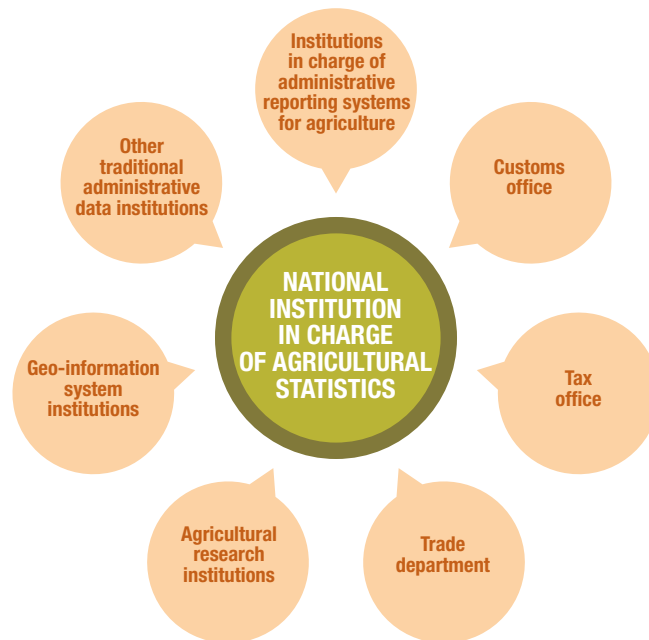 Institutions
in charge of
administrative
reporting systems
for agriculture
Customs
office
Tax
office
Trade
department
Agricultural
research
institutions
Geo-information
system
institutions
Other
traditional
administrative
data institutions
NATIONAL
INSTITUTION
IN CHARGE
OF AGRICULTURAL
STATISTICS